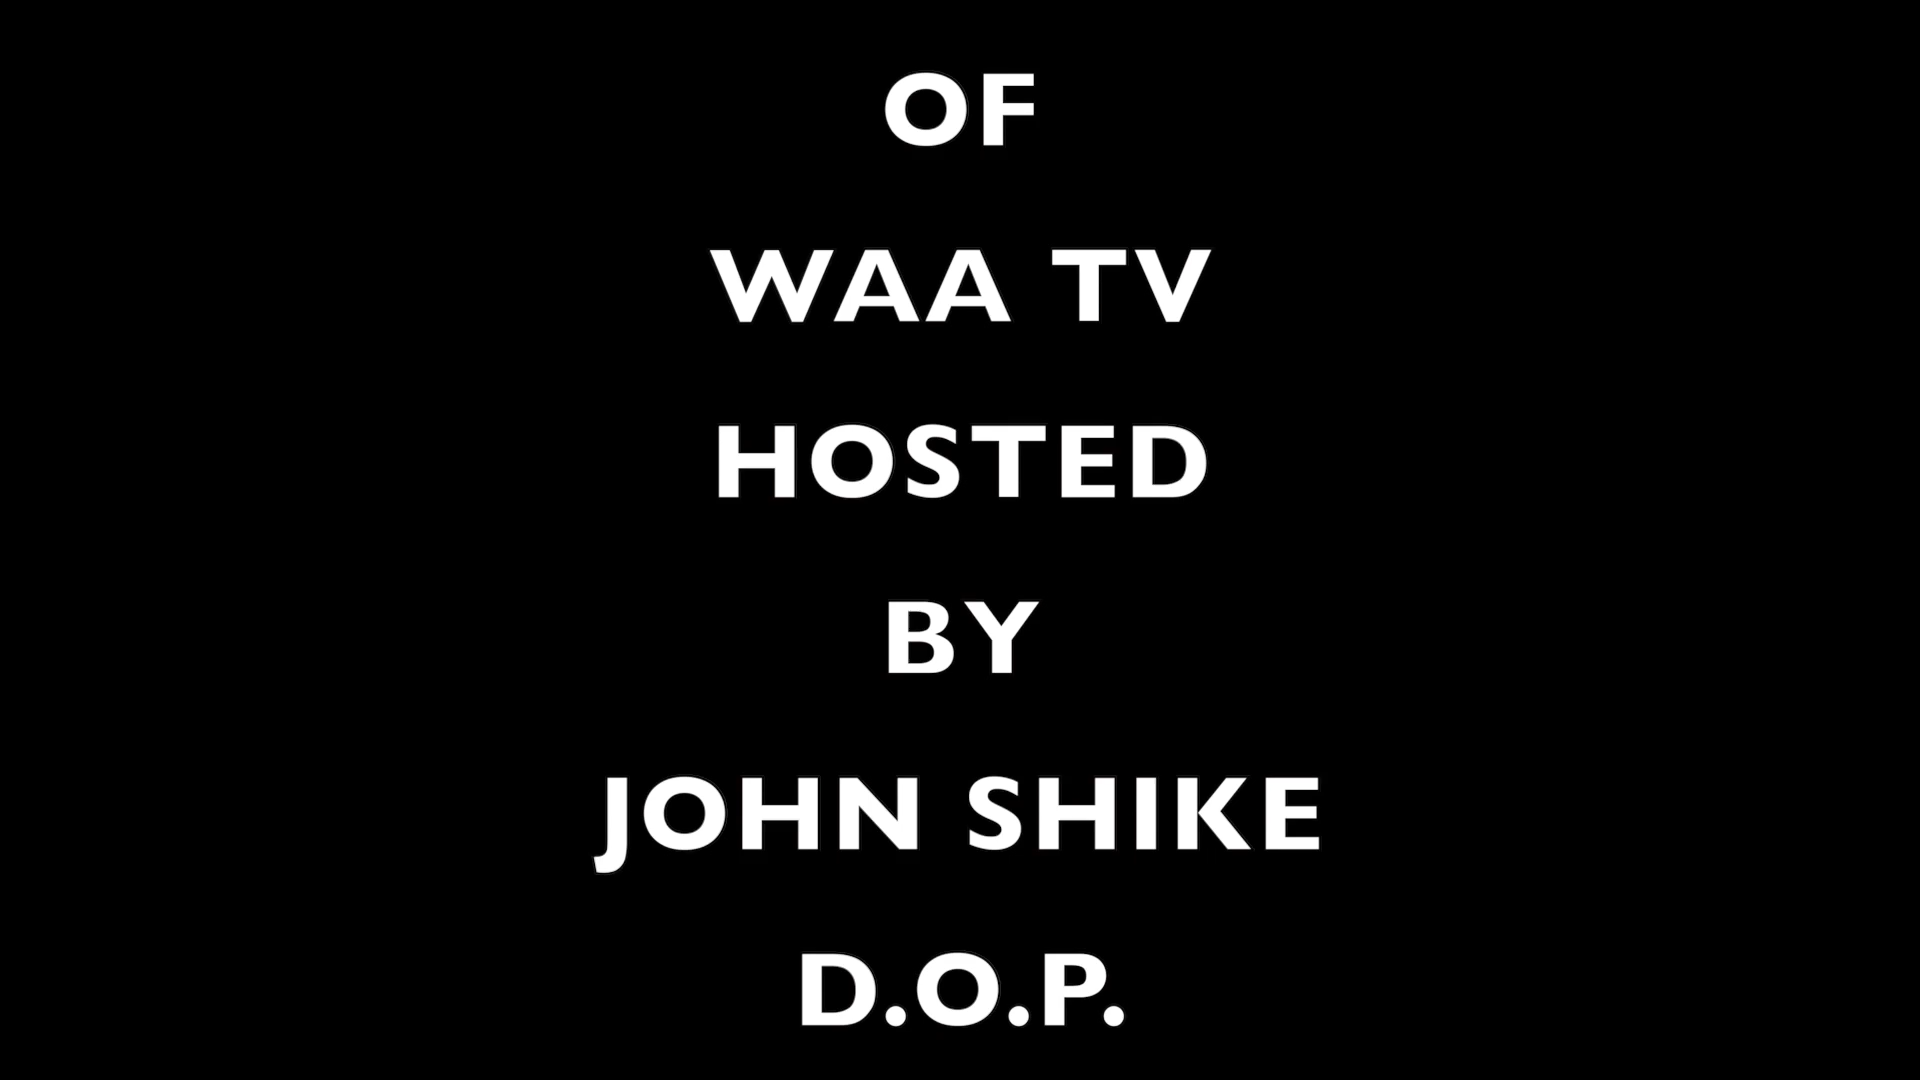 OF
WAA TV
HOSTED
BY
JOHN SHIKE
D.O.P.